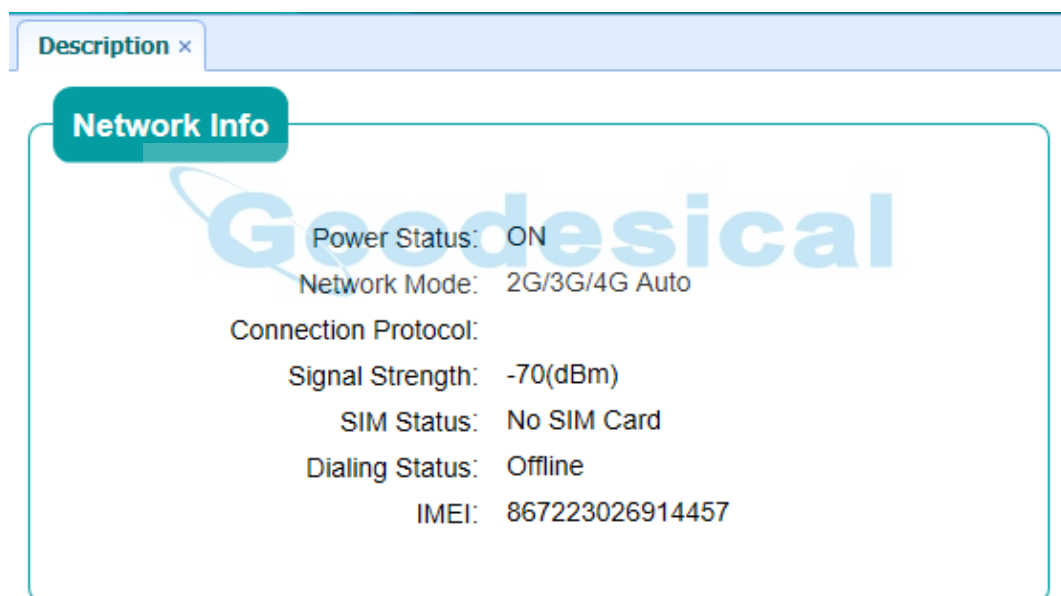 Description ×
Network Info
Geodesical
Power Status: ON
Network Mode: 2G/3G/4G Auto
Connection Protocol:
Signal Strength: -70(dBm)
SIM Status: No SIM Card
Dialing Status: Offline
IMEI: 867223026914457